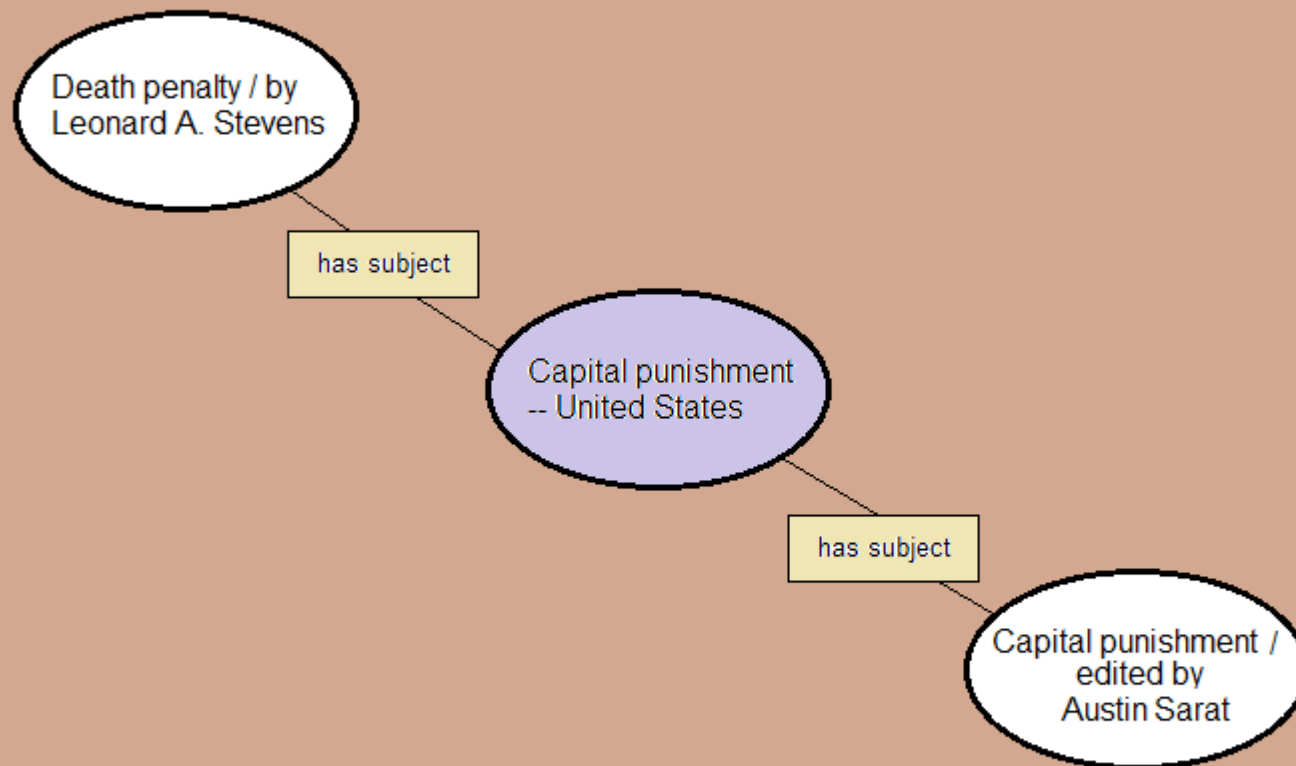 Death penalty / by
Leonard A. Stevens
has subject
Capital punishment
-- United States
has subject
Capital punishment /
edited by
Austin Sarat